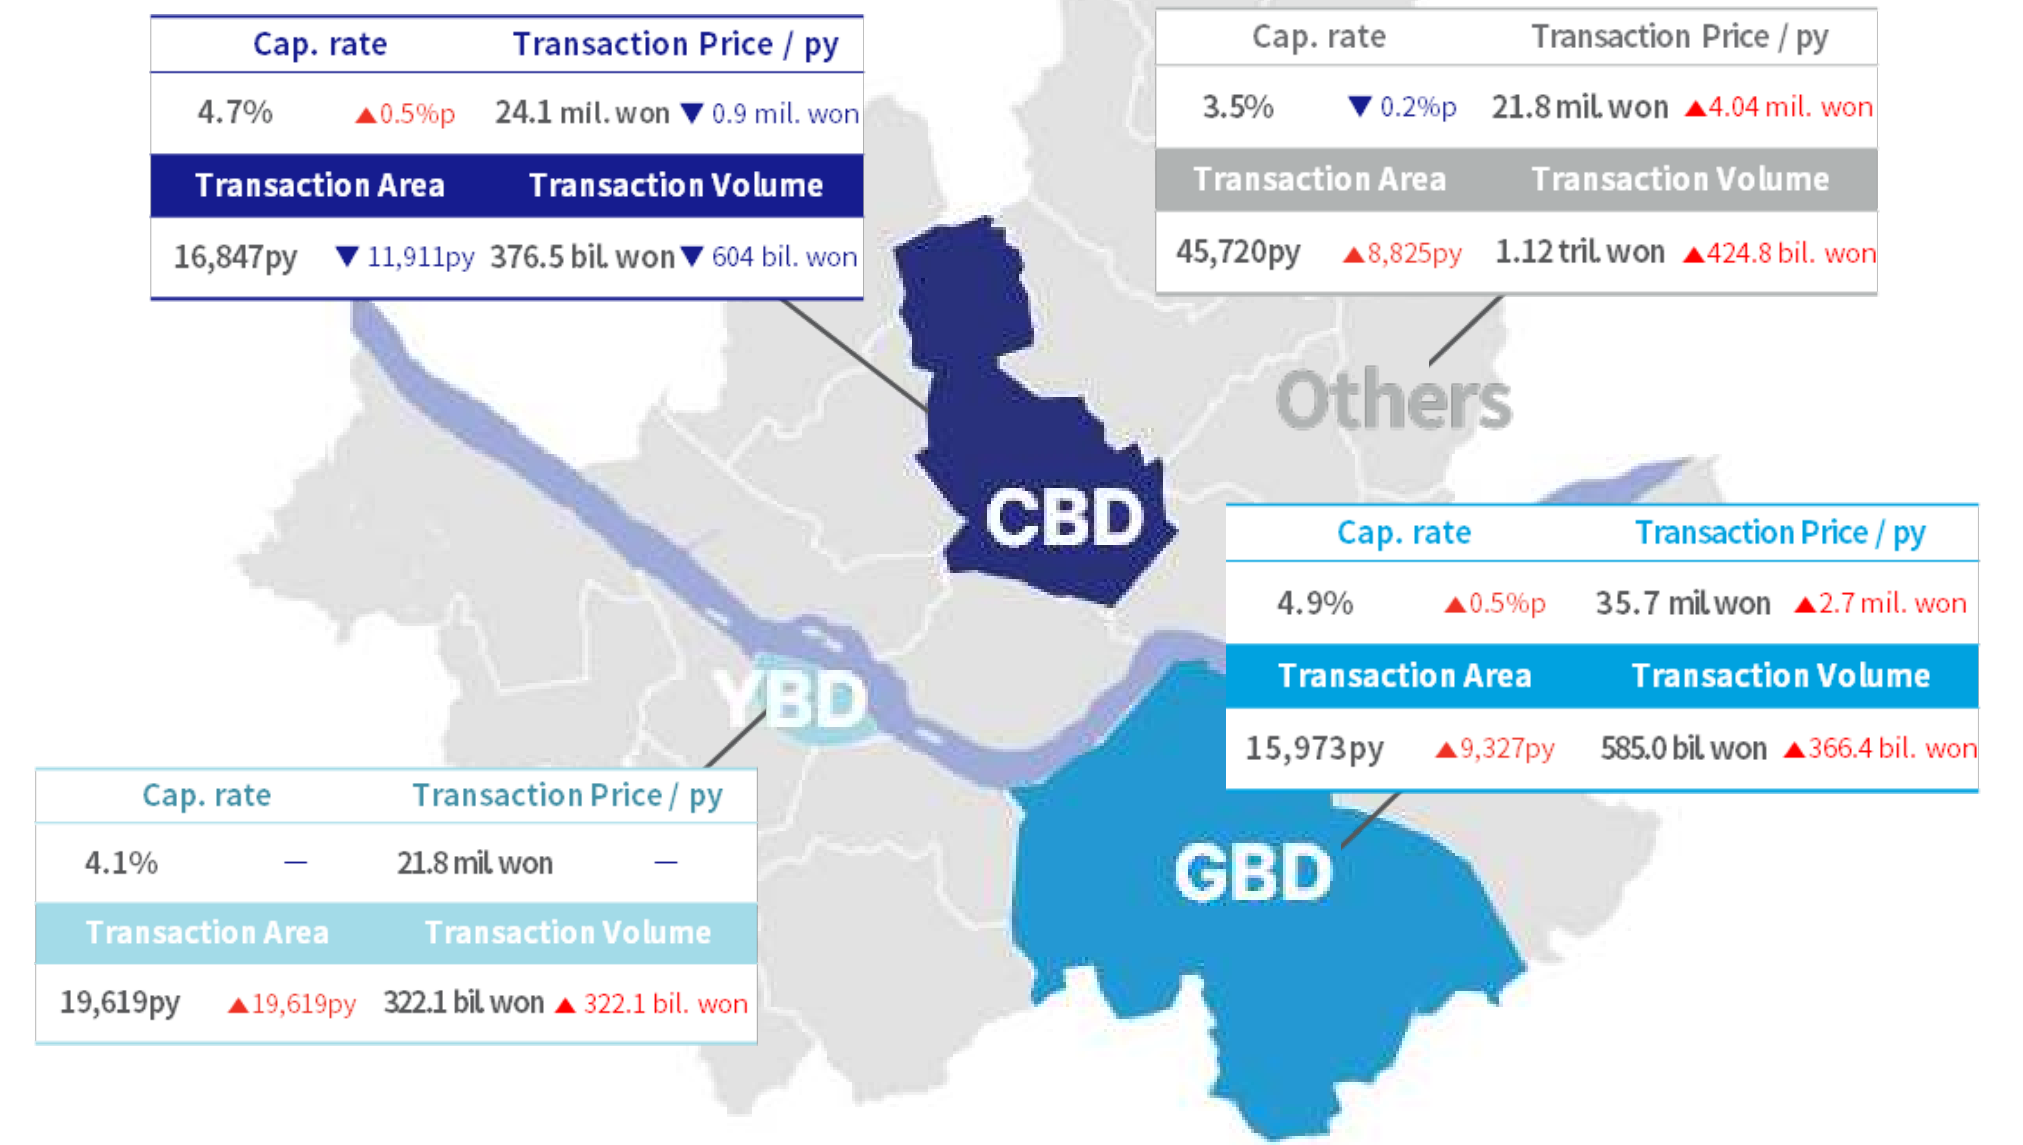 Cap. rate Transaction Price / py
4.7% ▲0.5%p 24.1 mil. won ▼ 0.9 mil. won
Transaction Area Transaction Volume
16,847py ▼ 11,911py 376.5 bil. won ▼ 604 bil. won
Cap. rate Transaction Price / py
3.5% ▼ 0.2%p 21.8 mil. won ▲4.04 mil. won
Transaction Area Transaction Volume
45,720py ▲8,825py 1.12 tril. won ▲424.8 bil. won
Others
CBD
Cap. rate Transaction Price / py
4.9% ▲0.5%p 35.7 mil. won ▲2.7 mil. won
Transaction Area Transaction Volume
15,973py ▲9,327py 585.0 bil. won ▲366.4 bil. won
YBD
Cap. rate Transaction Price / py
4.1% — 21.8 mil. won —
Transaction Area Transaction Volume
19,619py ▲19,619py 322.1 bil. won ▲ 322.1 bil. won
GBD